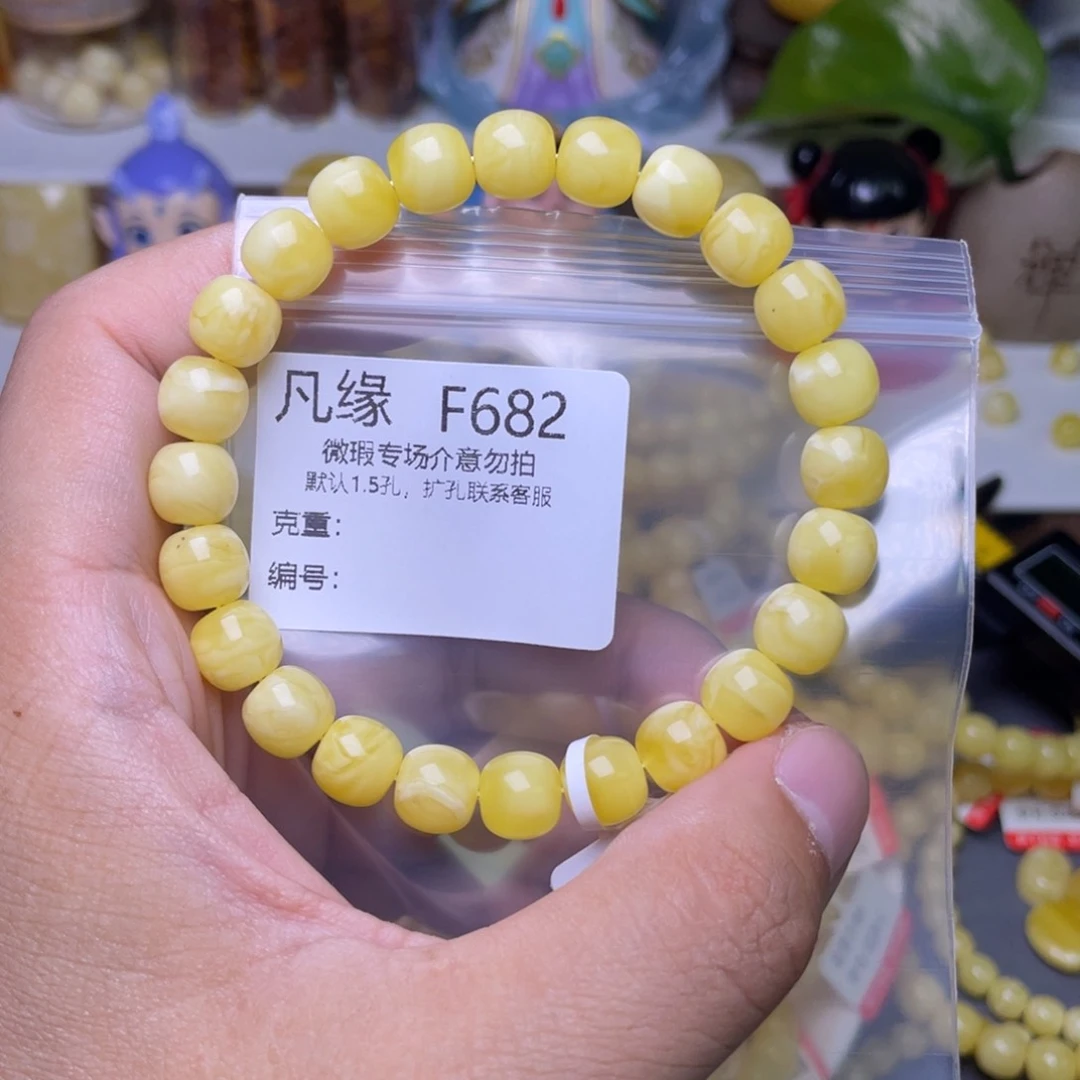 凡缘 F682
微瑕专场介意勿拍
默认1.5孔，扩孔联系客服
克重：
编号：